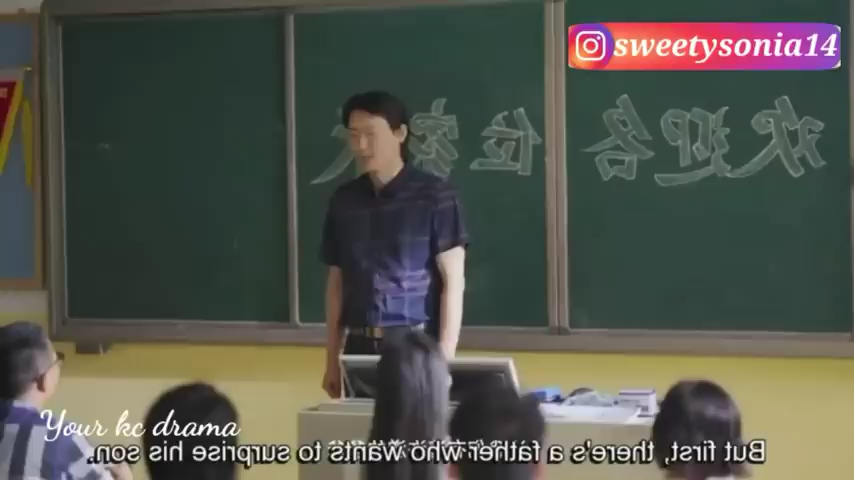 sweetysonia14
欢迎各位家长
Your kc drama
But first, there's a father who wants to surprise his son.